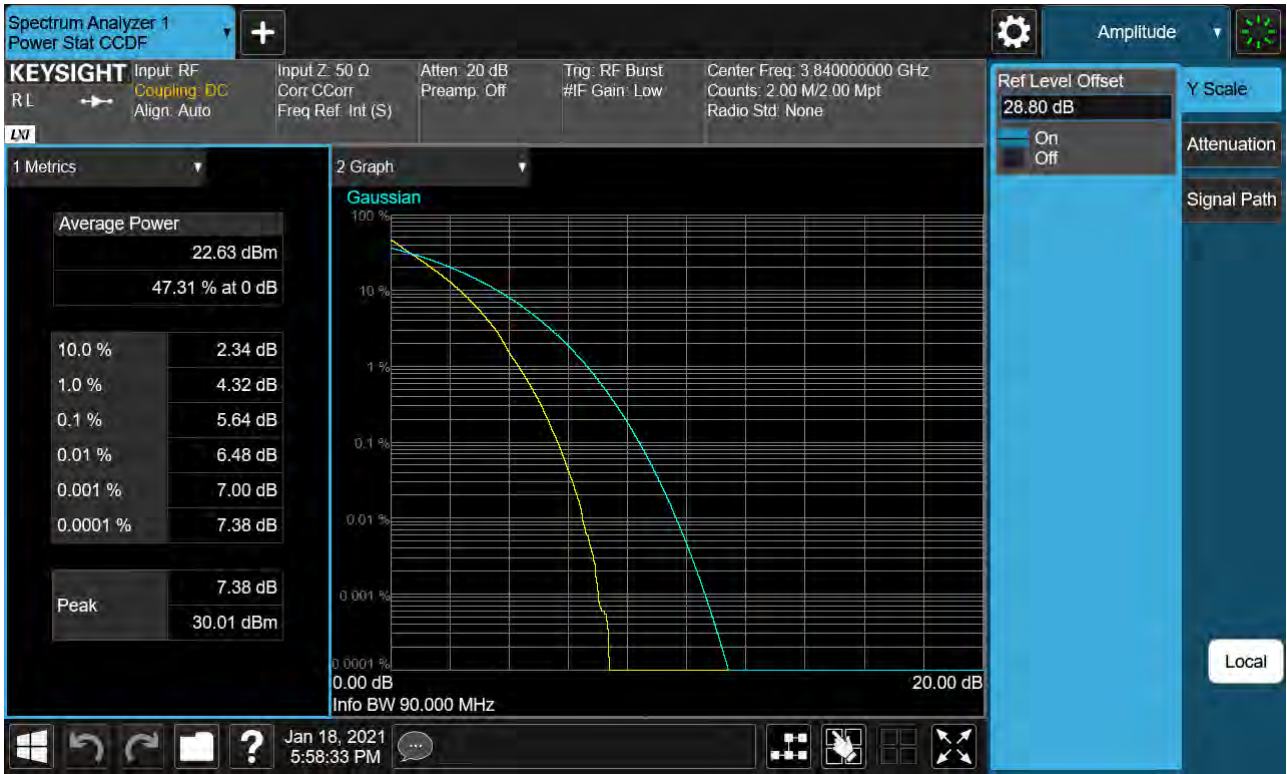 Spectrum Analyzer 1
Power Stat CCDF
+
Amplitude
KEYSIGHT
R L
LXI
Input: RF
Coupling: DC
Align: Auto
Input Z: 50 Ω
Corr CCorr
Freq Ref: Int (S)
Atten: 20 dB
Preamp: Off
Trig: RF Burst
#IF Gain: Low
Center Freq: 3.840000000 GHz
Counts: 2.00 M/2.00 Mpt
Radio Std: None
Ref Level Offset
28.80 dB
On
Off
Y Scale
Attenuation
Signal Path
Local
1 Metrics
Average Power
22.63 dBm
47.31 % at 0 dB
10.0 % 2.34 dB
1.0 % 4.32 dB
0.1 % 5.64 dB
0.01 % 6.48 dB
0.001 % 7.00 dB
0.0001 % 7.38 dB
Peak
7.38 dB
30.01 dBm
2 Graph
Gaussian
100 %
10 %
1 %
0.1 %
0.01 %
0.001 %
0.0001 %
0.00 dB 20.00 dB
Info BW 90.000 MHz
?
Jan 18, 2021
5:58:33 PM